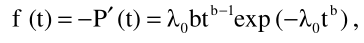 f (t) = −P′ (t) = λ₀bt^{b−1}exp (−λ₀t^b),